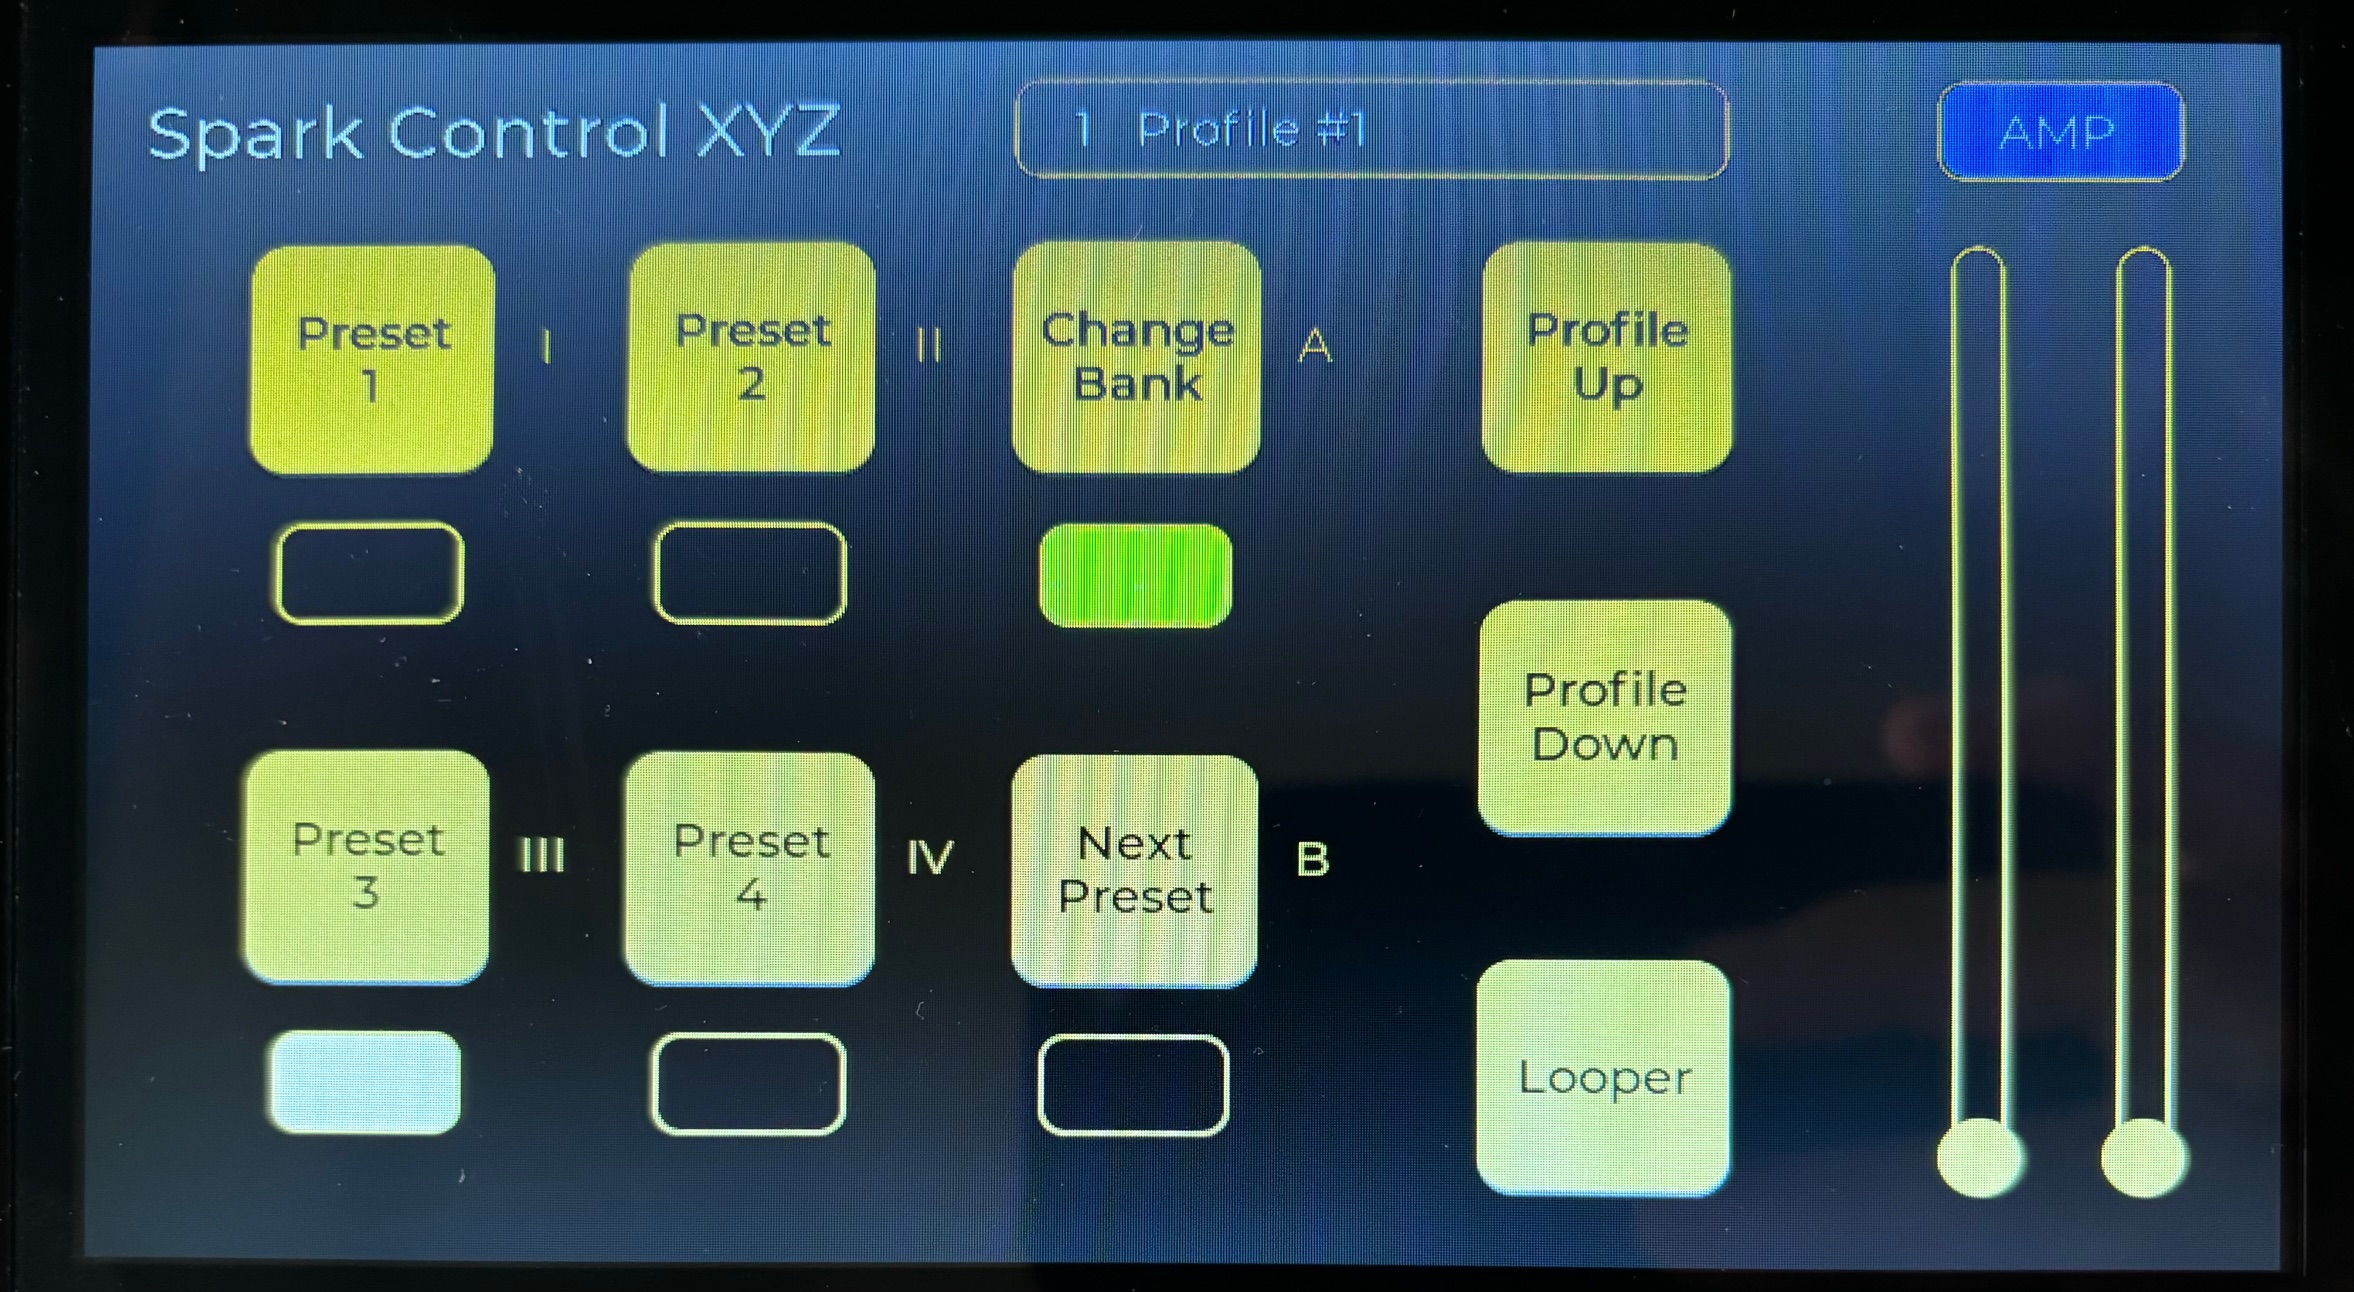 Spark Control XYZ
1 Profile #1
AMP
Preset
1
I
Preset
2
II
Change
Bank
A
Profile
Up
Profile
Down
Preset
3
III
Preset
4
IV
Next
Preset
B
Looper